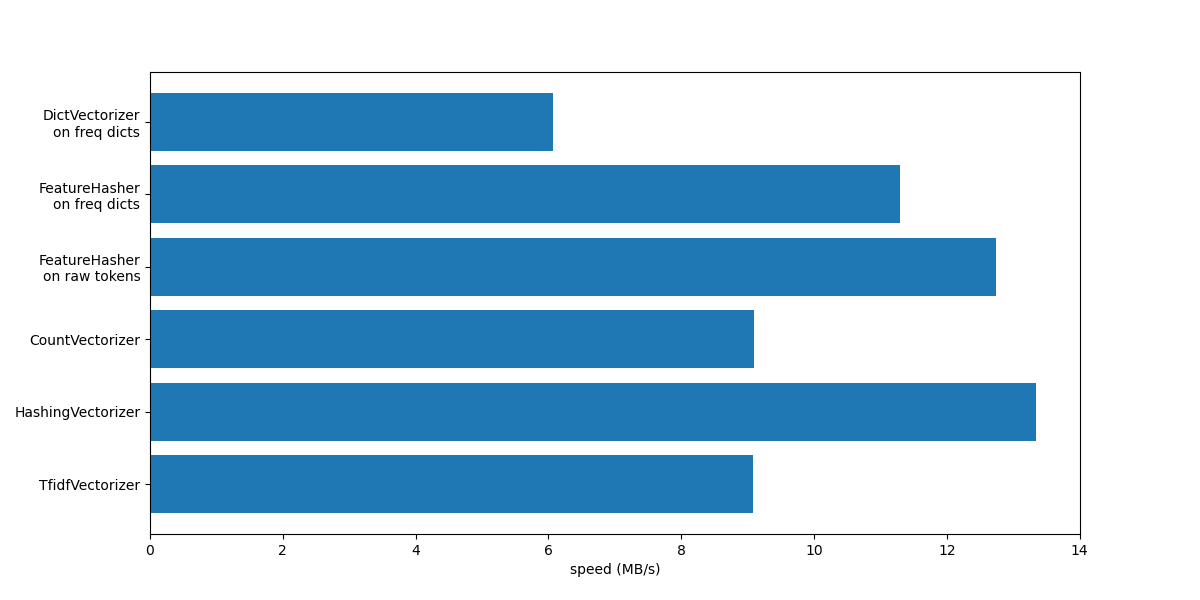 DictVectorizer
on freq dicts
FeatureHasher
on freq dicts
FeatureHasher
on raw tokens
CountVectorizer
HashingVectorizer
TfidfVectorizer
0 2 4 6 8 10 12 14
speed (MB/s)